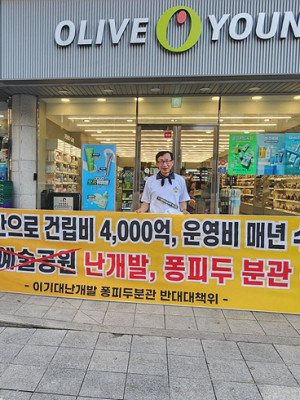 OLIVE YOUN
산으로 건립비 4,000억, 운영비 매년 수
예술공원 난개발, 퐁피두 분관
- 이기대난개발 퐁피두분관 반대대책위 -